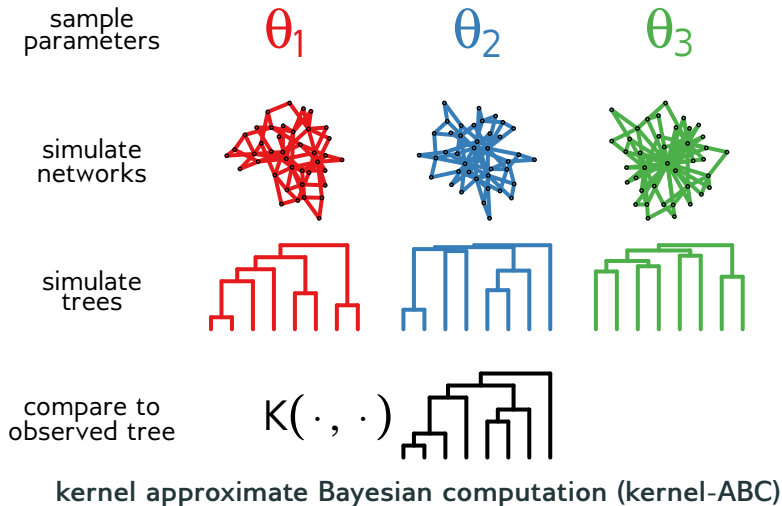 sample
parameters
θ1 θ2 θ3
simulate
networks
simulate
trees
compare to
observed tree
K( · , · )
kernel approximate Bayesian computation (kernel-ABC)